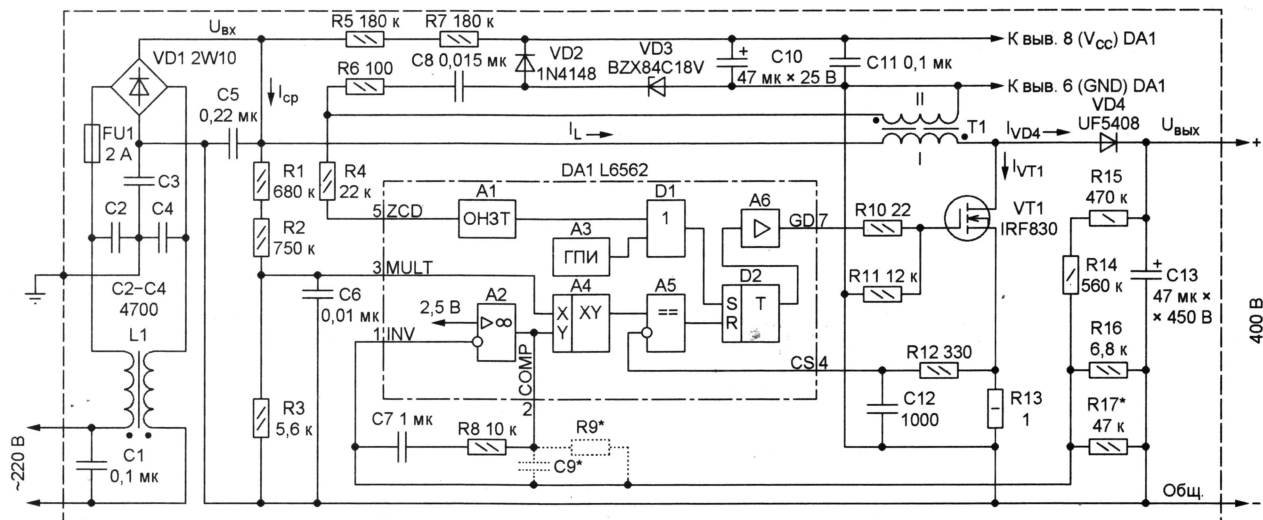 Uвх
R5 180 к
R7 180 к
VD1 2W10
VD2
1N4148
VD3
BZX84C18V
+
C10
47 мк × 25 В
C11 0,1 мк
К выв. 8 (VCC) DA1
R6 100
C8 0,015 мк
К выв. 6 (GND) DA1
Iср
C5
0,22 мк
FU1
2 А
IL
II
T1
I
IVD4
VD4
UF5408
Uвых
+
C3
R1
680 к
R4
22 к
DA1 L6562
IVT1
R15
470 к
C2
C4
R2
750 к
5 ZCD
A1
ОНЗТ
A3
ГПИ
D1
1
A6
GD 7
R10 22
VT1
IRF830
R14
560 к
C2–C4
4700
3 MULT
C6
0,01 мк
2,5 В
A2
∞
A4
X
Y
XY
A5
==
D2
S
R
T
R11 12 к
+
C13
47 мк ×
× 450 В
400 В
L1
1 INV
COMP
2
CS 4
R12 330
R16
6,8 к
R3
5,6 к
C7 1 мк
R8 10 к
R9*
C12
1000
R13
1
R17*
47 к
~220 В
C1
0,1 мк
C9*
Общ.
–